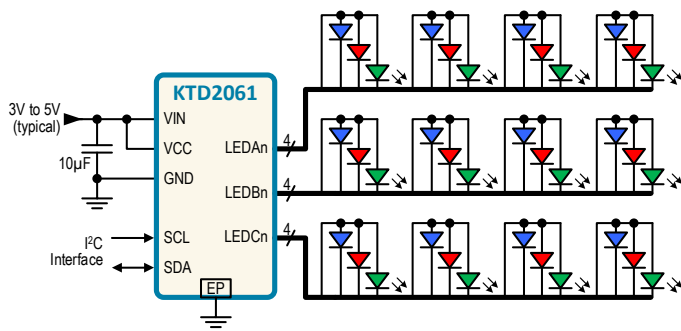 KTD2061
3V to 5V
(typical)
VIN
VCC
LEDAn
4
10µF
GND
LEDBn
4
LEDCn
4
SCL
I²C
Interface
SDA
EP